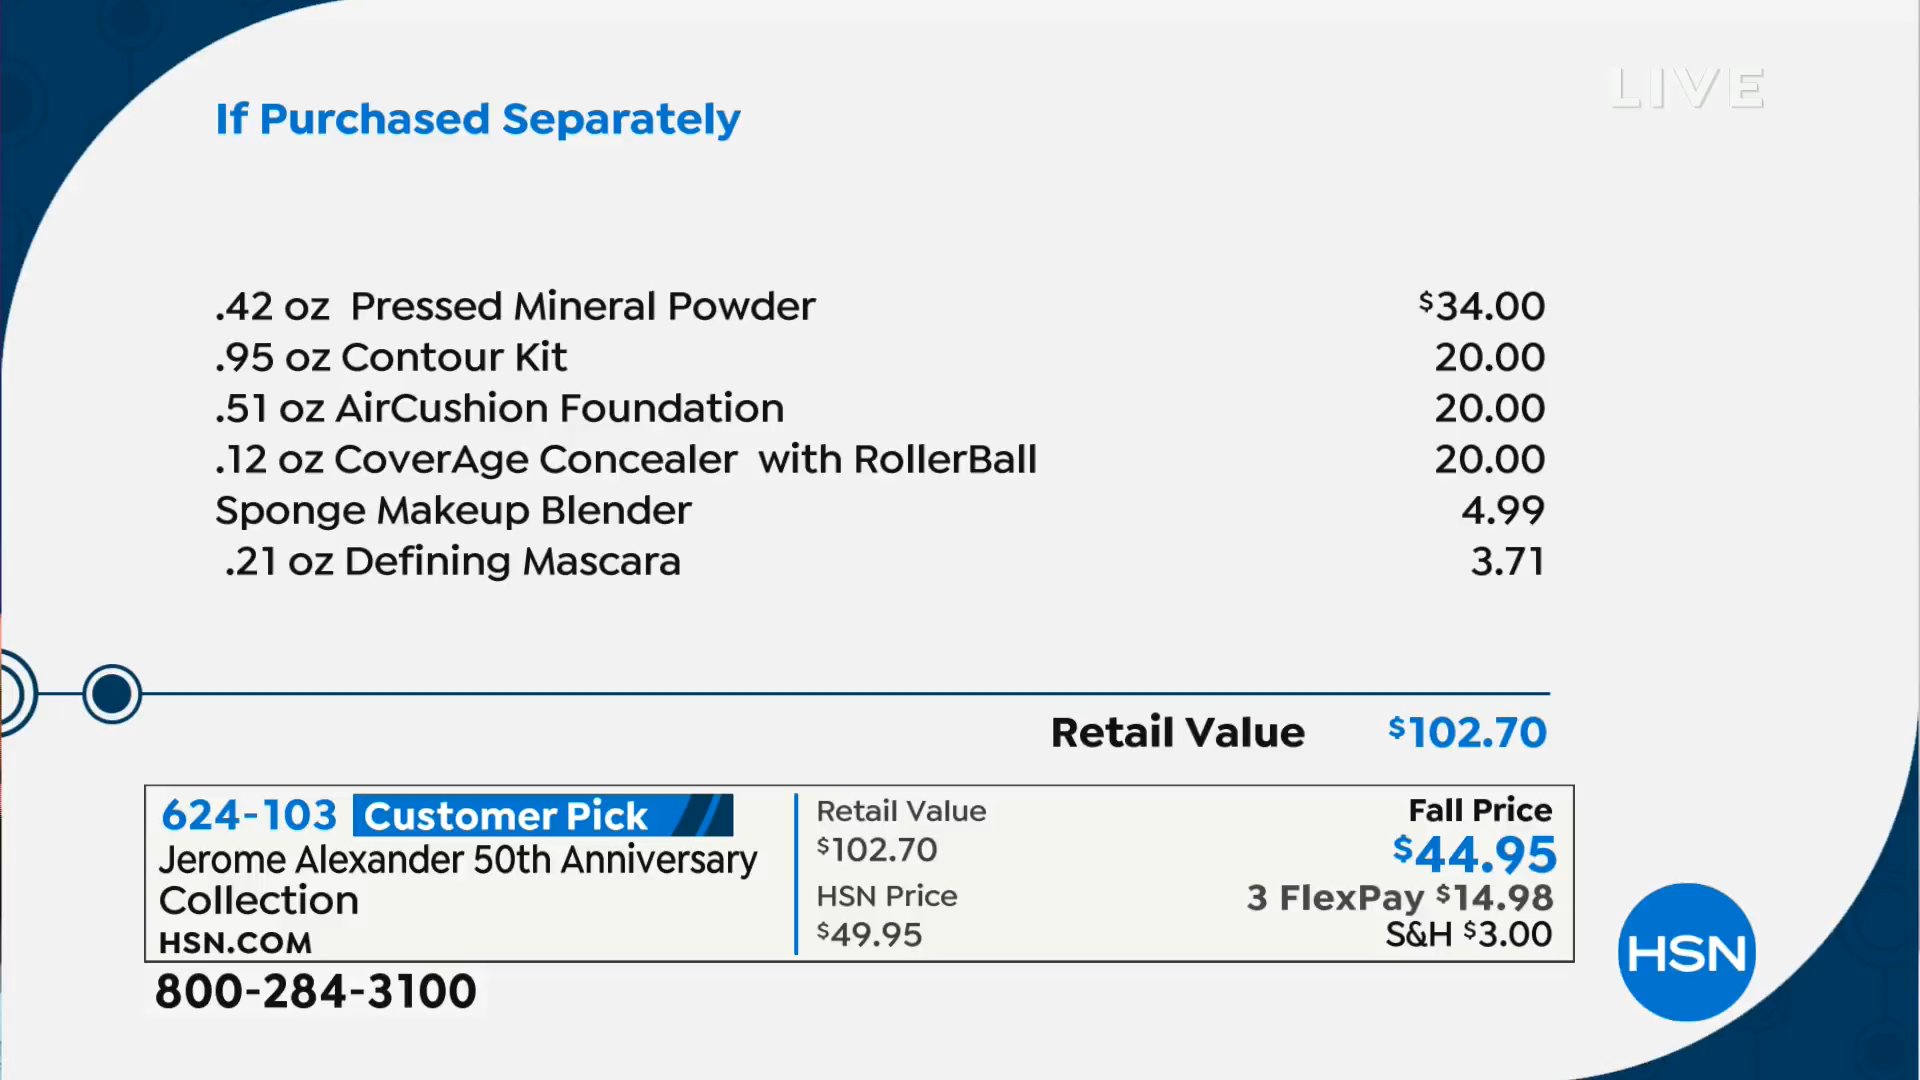 LIVE
If Purchased Separately
.42 oz  Pressed Mineral Powder $34.00
.95 oz Contour Kit 20.00
.51 oz AirCushion Foundation 20.00
.12 oz CoverAge Concealer  with RollerBall 20.00
Sponge Makeup Blender 4.99
.21 oz Defining Mascara 3.71
Retail Value $102.70
624-103 Customer Pick
Jerome Alexander 50th Anniversary
Collection
HSN.COM
Retail Value
$102.70
HSN Price
$49.95
Fall Price
$44.95
3 FlexPay $14.98
S&H $3.00
800-284-3100
HSN